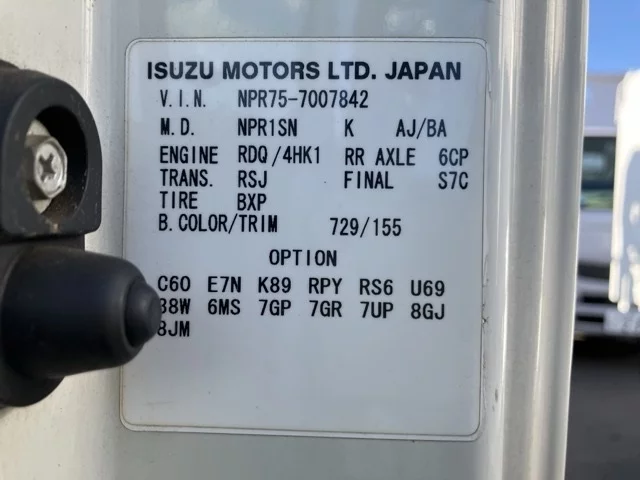 ISUZU MOTORS LTD. JAPAN
V.I.N. NPR75-7007842
M.D. NPR1SN K AJ/BA
ENGINE RDQ/4HK1 RR AXLE 6CP
TRANS. RSJ FINAL S7C
TIRE BXP
B.COLOR/TRIM 729/155
OPTION
C60 E7N K89 RPY RS6 U69
6MS 7GP 7GR 7UP 8GJ
8JM